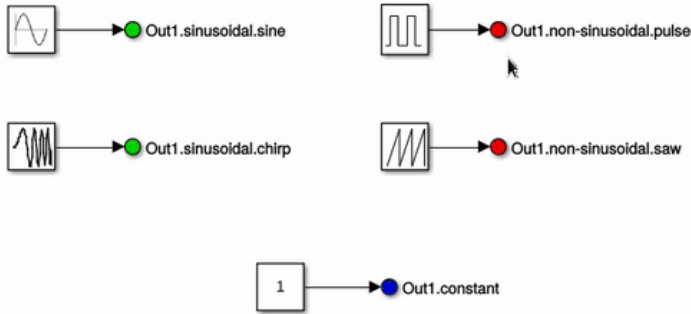 Out1.sinusoidal.sine
Out1.non-sinusoidal.pulse
Out1.sinusoidal.chirp
Out1.non-sinusoidal.saw
1
Out1.constant